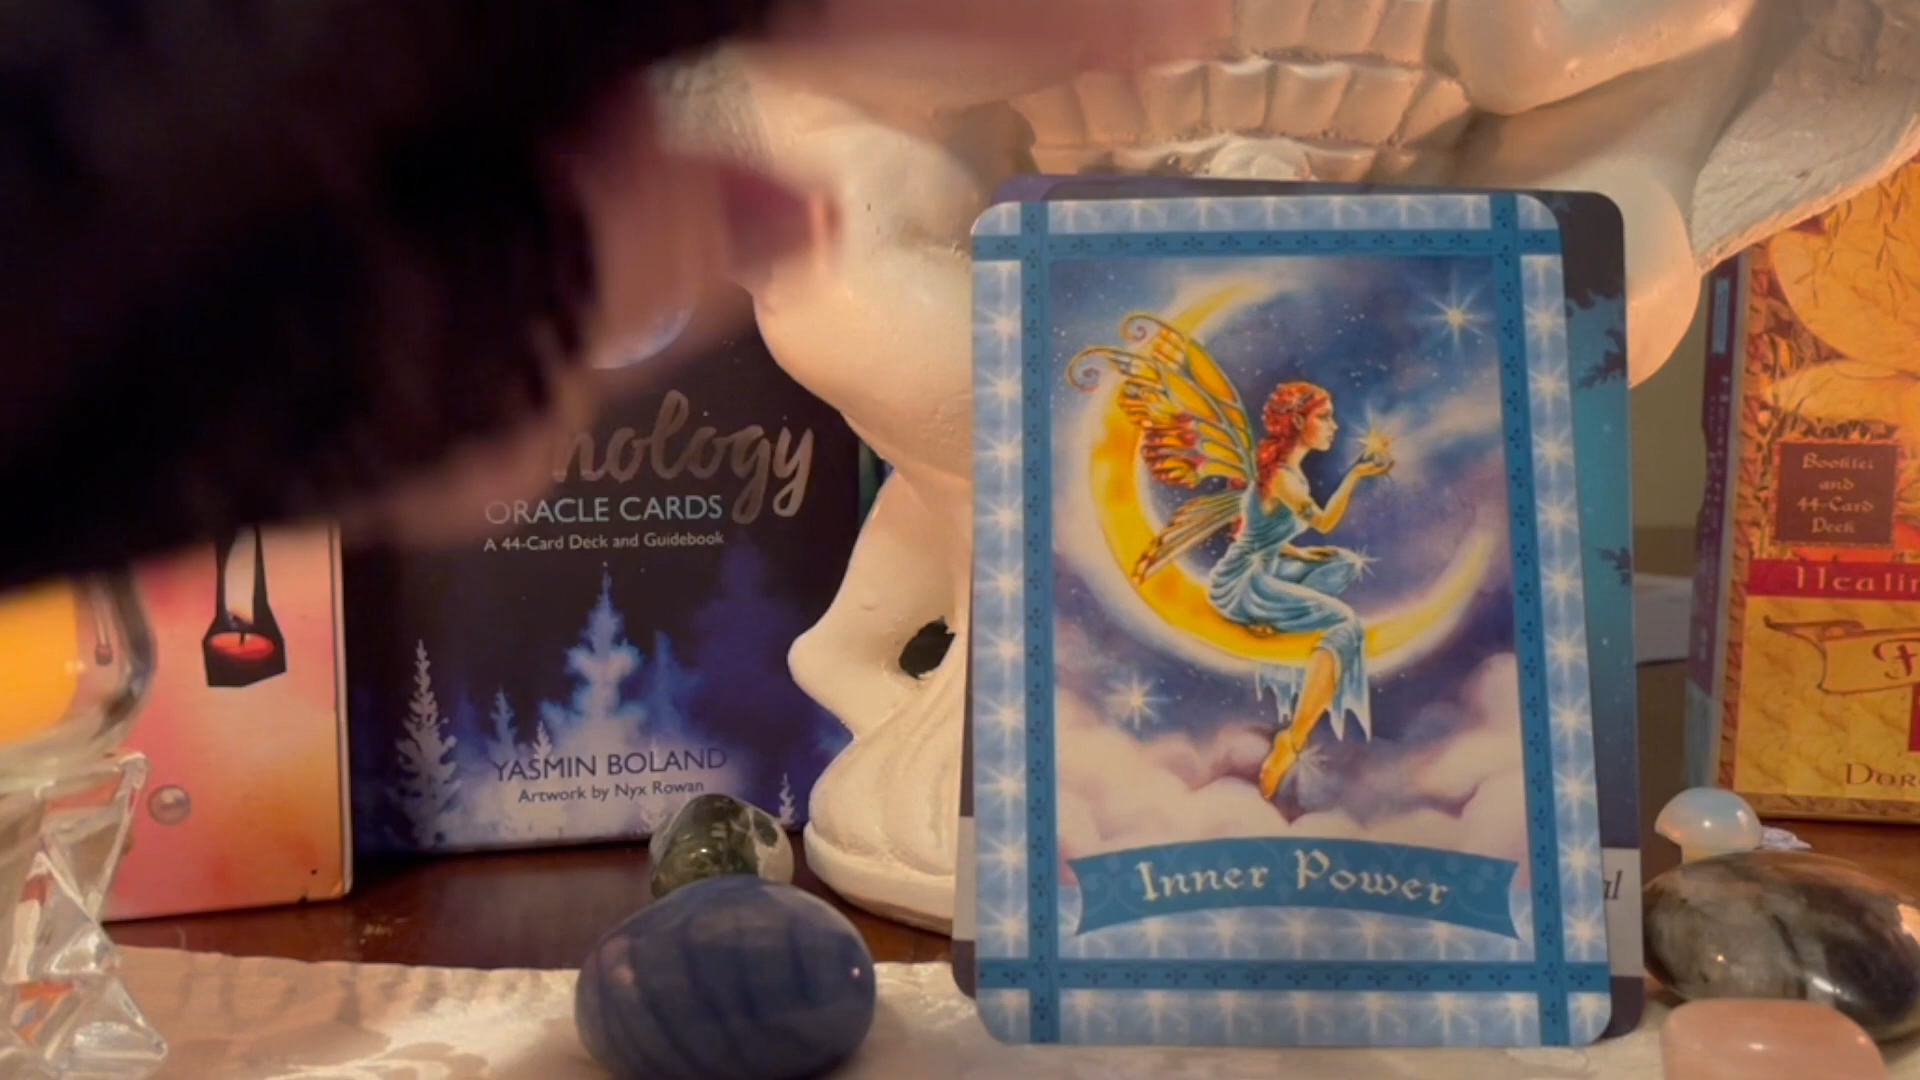 nology
ORACLE CARDS
A 44-Card Deck and Guidebook
YASMIN BOLAND
Artwork by Nyx Rowan
Inner Power
Booklet
and
44-Card
Deck